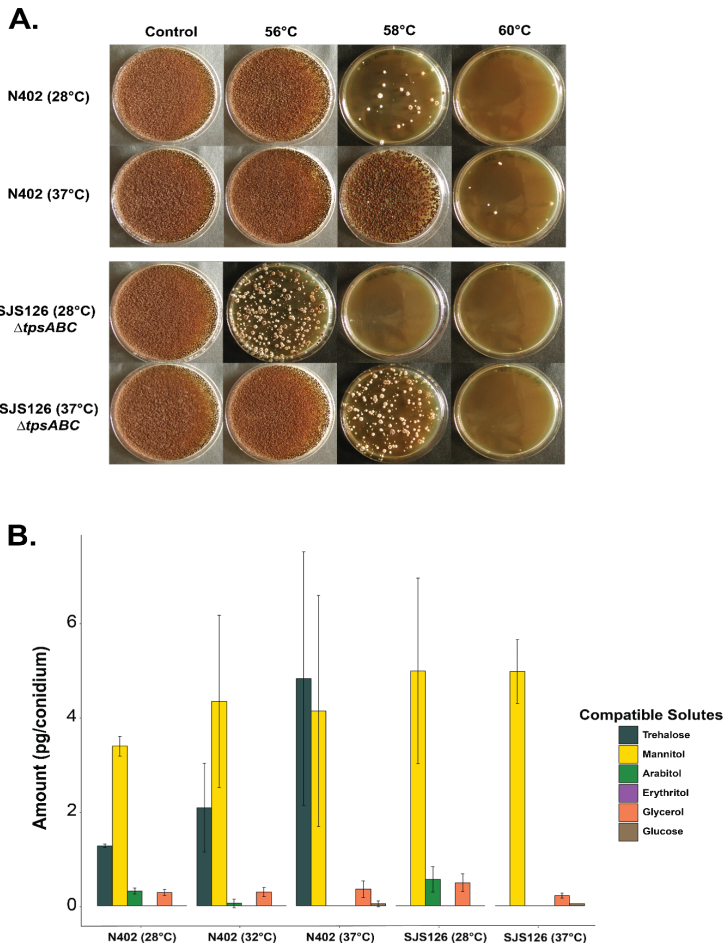 A.
Control 56°C 58°C 60°C
N402 (28°C)
N402 (37°C)
SJS126 (28°C)
ΔtpsABC
SJS126 (37°C)
ΔtpsABC
B.
Amount (pg/conidium)
6
4
2
0
N402 (28°C) N402 (32°C) N402 (37°C) SJS126 (28°C) SJS126 (37°C)
Compatible Solutes
Trehalose
Mannitol
Arabitol
Erythritol
Glycerol
Glucose